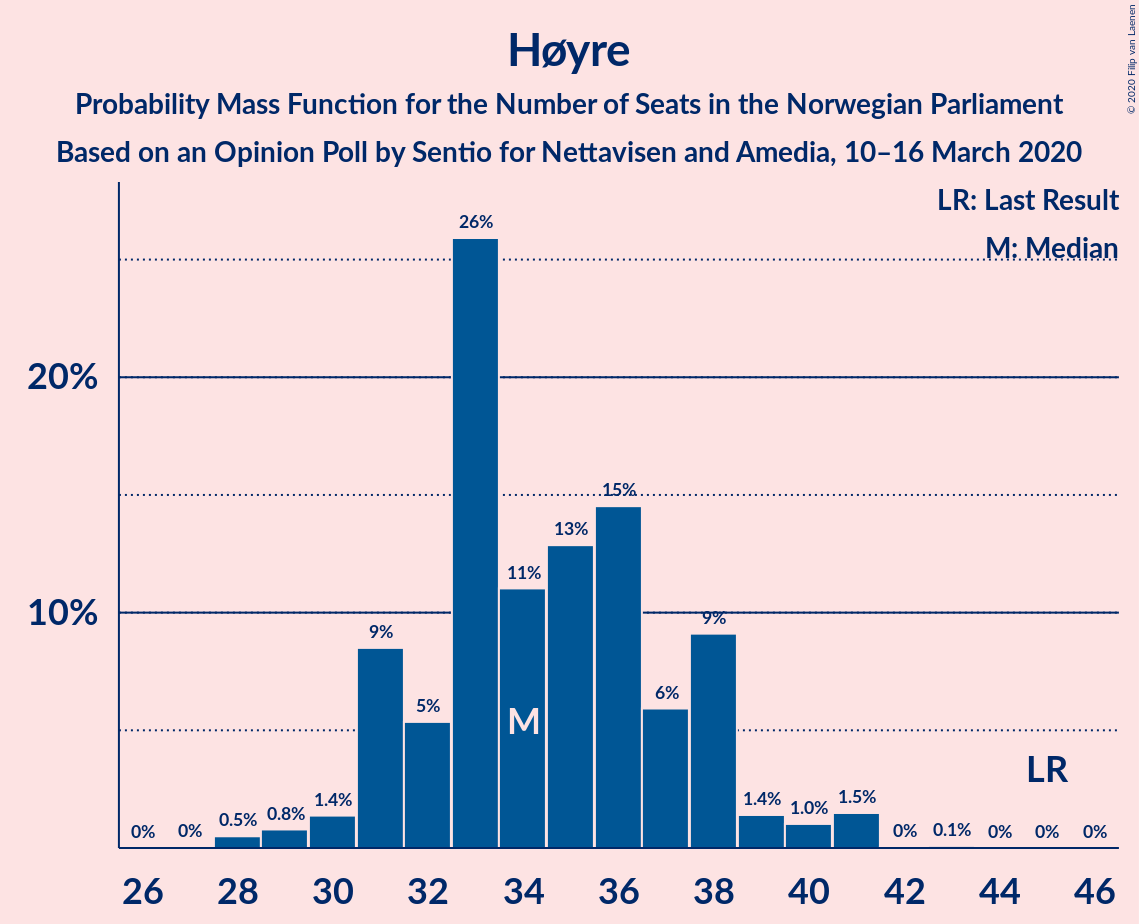 Høyre
Probability Mass Function for the Number of Seats in the Norwegian Parliament
Based on an Opinion Poll by Sentio for Nettavisen and Amedia, 10–16 March 2020
© 2020 Filip van Laenen
LR: Last Result
M: Median
26%
20%
15%
13%
11%
10%
9%
9%
6%
5%
M
LR
0% 0% 0.5% 0.8% 1.4% 1.4% 1.0% 1.5% 0% 0.1% 0% 0% 0%
26 28 30 32 34 36 38 40 42 44 46